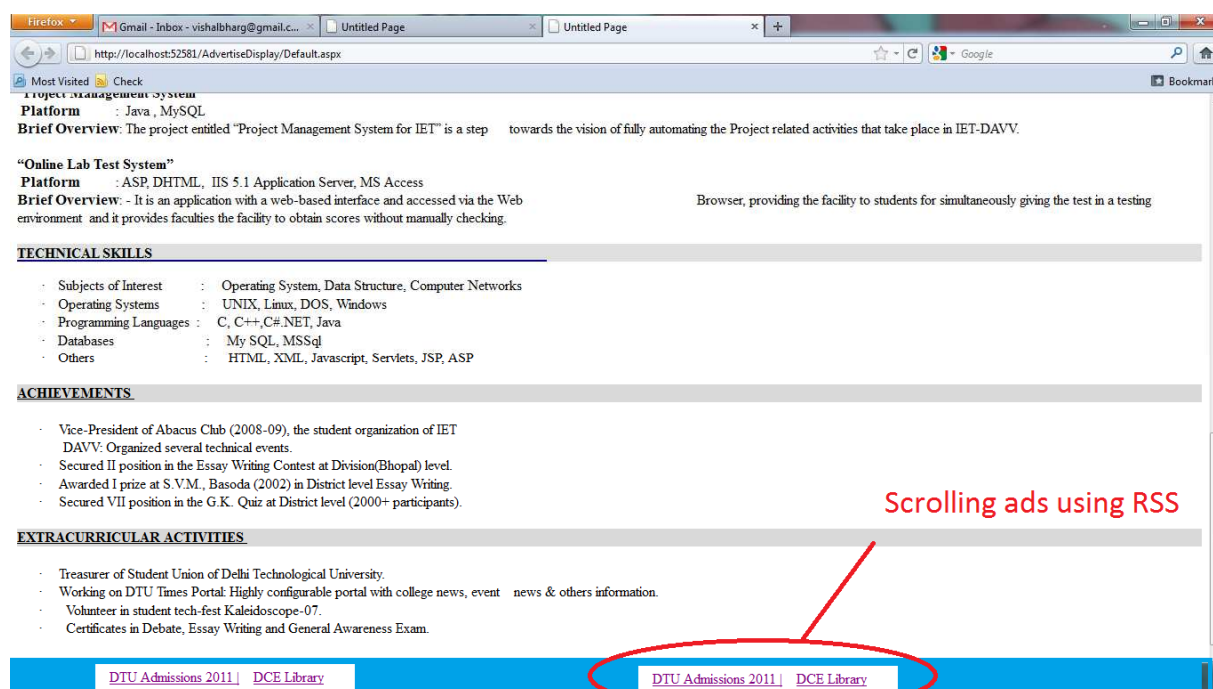 Firefox
Gmail - Inbox - vishalbharg@gmail.c... × Untitled Page × Untitled Page × +
http://localhost:52581/AdvertiseDisplay/Default.aspx Google
Most Visited Check Bookmar
Project Management System
Platform : Java , MySQL
Brief Overview: The project entitled “Project Management System for IET” is a step towards the vision of fully automating the Project related activities that take place in IET-DAVV.
“Online Lab Test System”
Platform : ASP, DHTML, IIS 5.1 Application Server, MS Access
Brief Overview: - It is an application with a web-based interface and accessed via the Web Browser, providing the facility to students for simultaneously giving the test in a testing
environment and it provides faculties the facility to obtain scores without manually checking.
TECHNICAL SKILLS
· Subjects of Interest : Operating System, Data Structure, Computer Networks
· Operating Systems : UNIX, Linux, DOS, Windows
· Programming Languages : C, C++,C#.NET, Java
· Databases : My SQL, MSSql
· Others : HTML, XML, Javascript, Servlets, JSP, ASP
ACHIEVEMENTS
· Vice-President of Abacus Club (2008-09), the student organization of IET
DAVV: Organized several technical events.
· Secured II position in the Essay Writing Contest at Division(Bhopal) level.
· Awarded I prize at S.V.M., Basoda (2002) in District level Essay Writing.
· Secured VII position in the G.K. Quiz at District level (2000+ participants).
Scrolling ads using RSS
EXTRACURRICULAR ACTIVITIES
· Treasurer of Student Union of Delhi Technological University.
· Working on DTU Times Portal: Highly configurable portal with college news, event news & others information.
· Volunteer in student tech-fest Kaleidoscope-07.
· Certificates in Debate, Essay Writing and General Awareness Exam.
DTU Admissions 2011 | DCE Library DTU Admissions 2011 | DCE Library